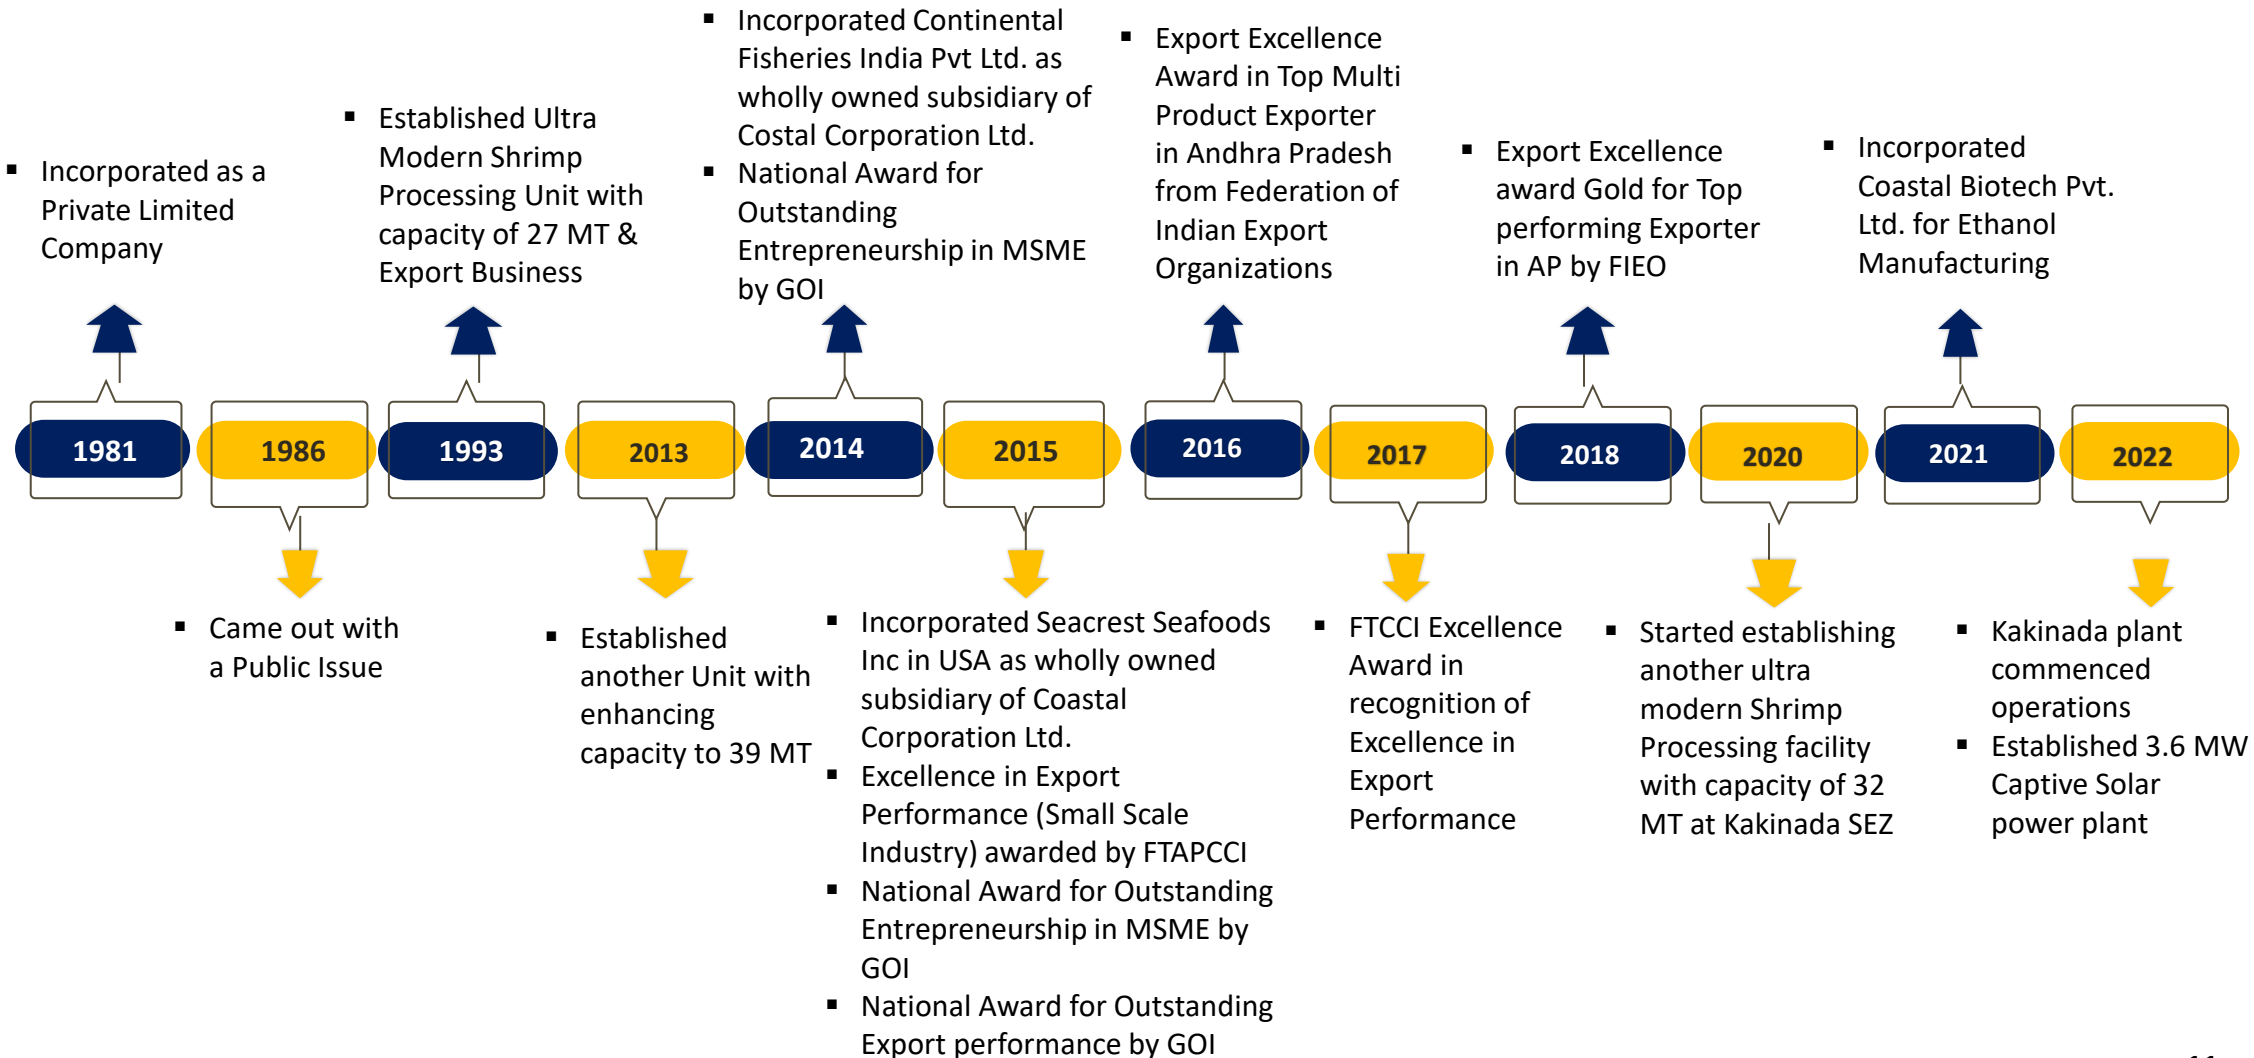 ▪ Incorporated as a
Private Limited
Company
▪ Established Ultra
Modern Shrimp
Processing Unit with
capacity of 27 MT &
Export Business
▪ Incorporated Continental
Fisheries India Pvt Ltd. as
wholly owned subsidiary of
Costal Corporation Ltd.
▪ National Award for
Outstanding
Entrepreneurship in MSME
by GOI
▪ Export Excellence
Award in Top Multi
Product Exporter
in Andhra Pradesh
from Federation of
Indian Export
Organizations
▪ Export Excellence
award Gold for Top
performing Exporter
in AP by FIEO
▪ Incorporated
Coastal Biotech Pvt.
Ltd. for Ethanol
Manufacturing
1981
1986
1993
2013
2014
2015
2016
2017
2018
2020
2021
2022
▪ Came out with
a Public Issue
▪ Established
another Unit with
enhancing
capacity to 39 MT
▪ Incorporated Seacrest Seafoods
Inc in USA as wholly owned
subsidiary of Coastal
Corporation Ltd.
▪ Excellence in Export
Performance (Small Scale
Industry) awarded by FTAPCCI
▪ National Award for Outstanding
Entrepreneurship in MSME by
GOI
▪ National Award for Outstanding
Export performance by GOI
▪ FTCCI Excellence
Award in
recognition of
Excellence in
Export
Performance
▪ Started establishing
another ultra
modern Shrimp
Processing facility
with capacity of 32
MT at Kakinada SEZ
▪ Kakinada plant
commenced
operations
▪ Established 3.6 MW
Captive Solar
power plant